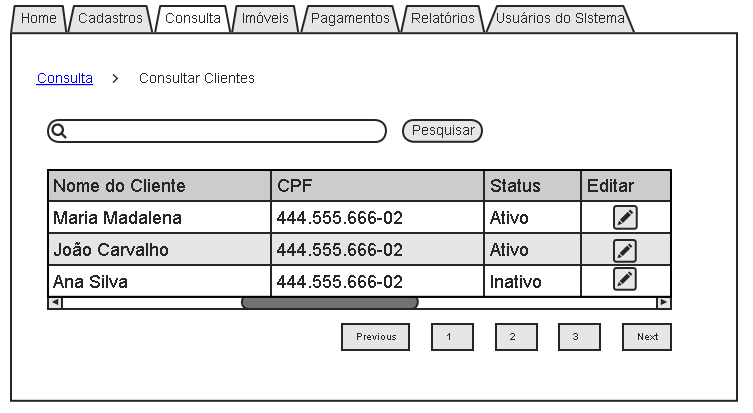 Home Cadastros Consulta Imóveis Pagamentos Relatórios Usuários do SIstema
Consulta > Consultar Clientes
Pesquisar
Nome do Cliente CPF Status Editar
Maria Madalena 444.555.666-02 Ativo
João Carvalho 444.555.666-02 Ativo
Ana Silva 444.555.666-02 Inativo
Previous 1 2 3 Next